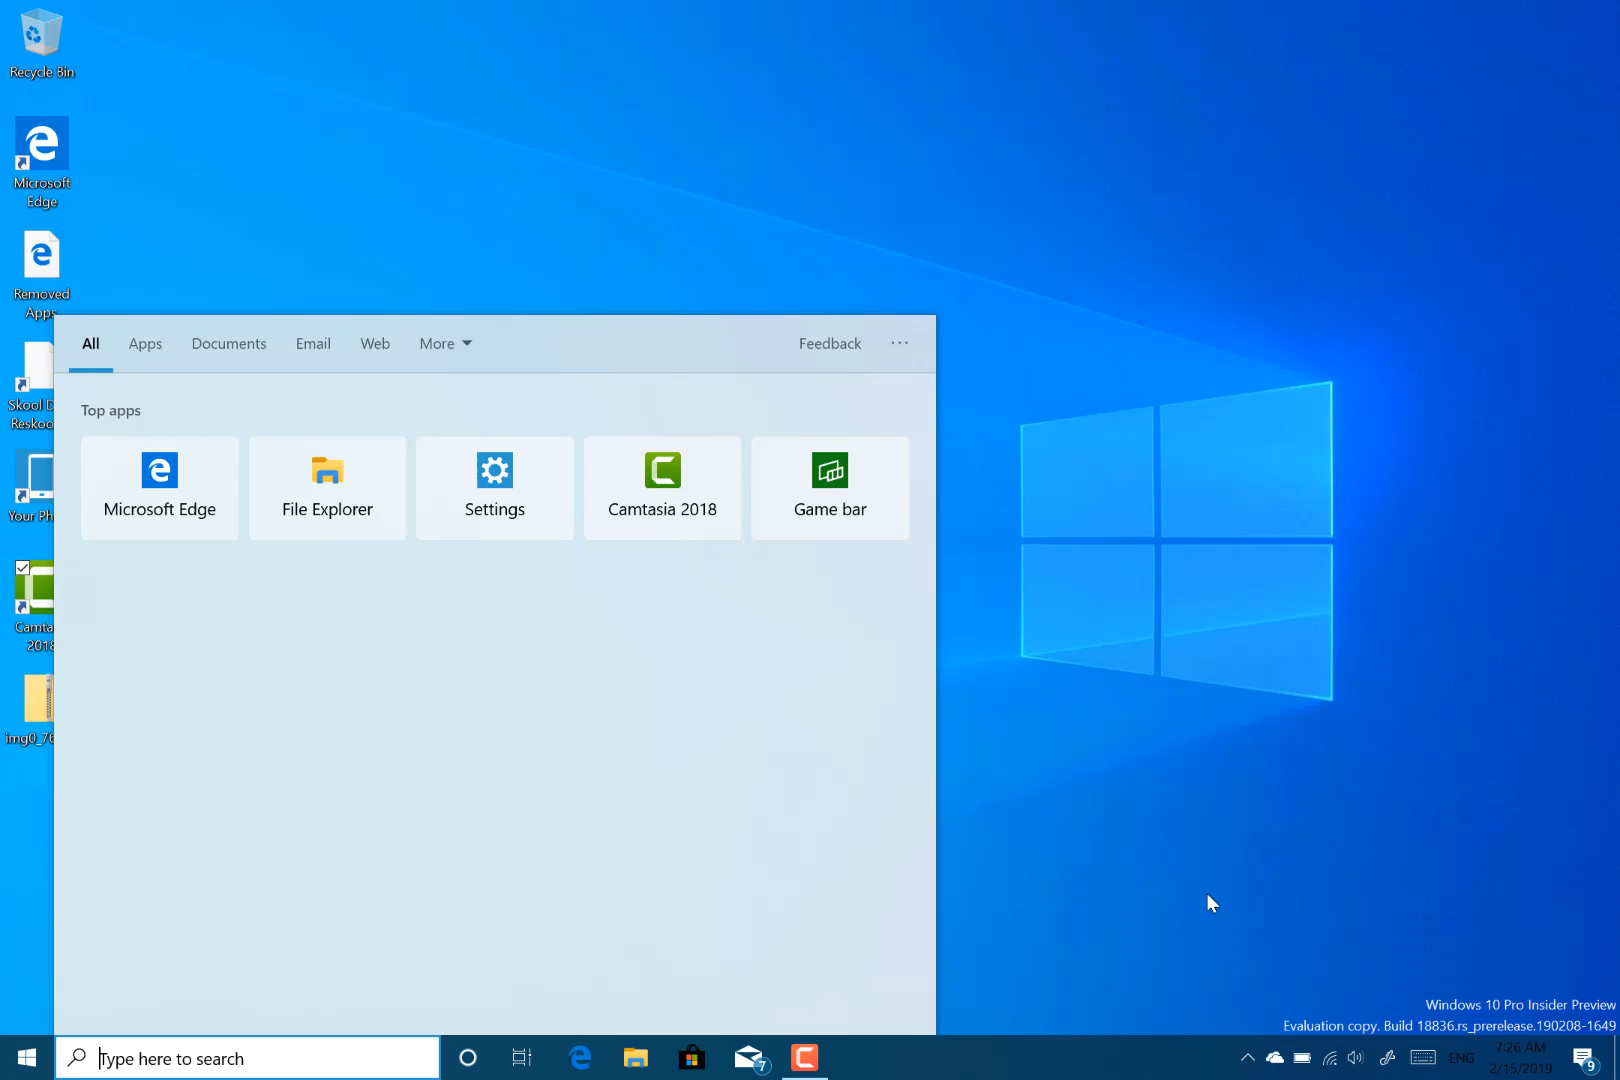 Recycle Bin
Microsoft
Edge
Removed
Apps
Skool D
Reskoo
Your Ph
Camta
2018
img0_76
All
Apps
Documents
Email
Web
More
Feedback
Top apps
Microsoft Edge
File Explorer
Settings
Camtasia 2018
Game bar
Windows 10 Pro Insider Preview
Evaluation copy. Build 18836.rs_prerelease.190208-1649
Type here to search
7
ENG
7:26 AM
2/15/2019
9